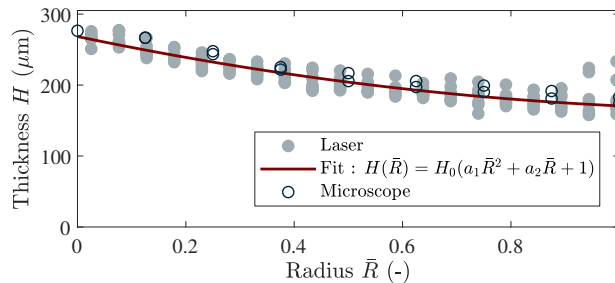 300
200
100
0
Thickness H (μm)
Laser
Fit : H(R̄) = H₀(a₁R̄² + a₂R̄ + 1)
Microscope
0 0.2 0.4 0.6 0.8
Radius R̄ (-)